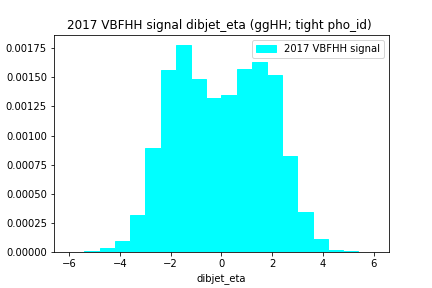 2017 VBFHH signal dibjet_eta (ggHH; tight pho_id)
2017 VBFHH signal
0.00175
0.00150
0.00125
0.00100
0.00075
0.00050
0.00025
0.00000
−6 −4 −2 0 2 4 6
dibjet_eta